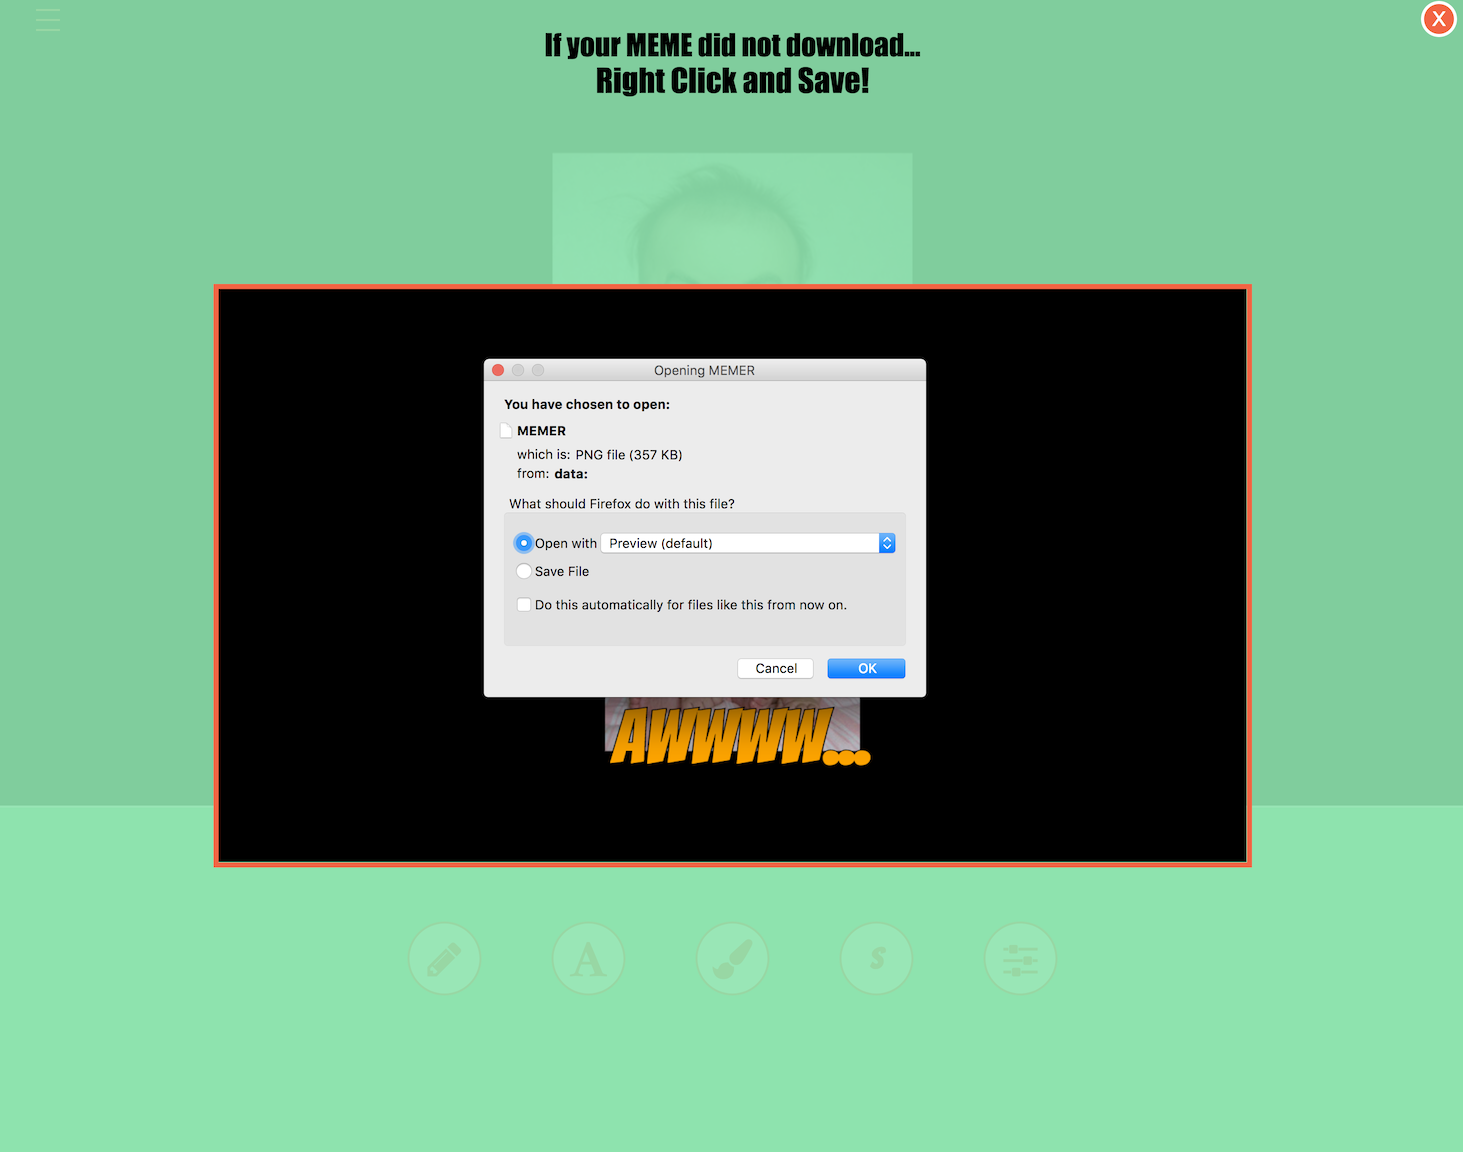 X
If your MEME did not download...
Right Click and Save!
Opening MEMER
You have chosen to open:
MEMER
which is: PNG file (357 KB)
from: data:
What should Firefox do with this file?
Open with Preview (default)
Save File
Do this automatically for files like this from now on.
Cancel OK
AWWWW...
A S